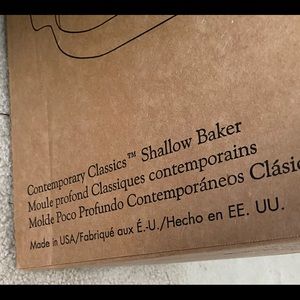 Contemporary Classics™ Shallow Baker
Moule profond Classiques contemporains
Molde Poco Profundo Contemporáneos Clásic
Made in USA/Fabriqué aux É.-U./Hecho en EE. UU.